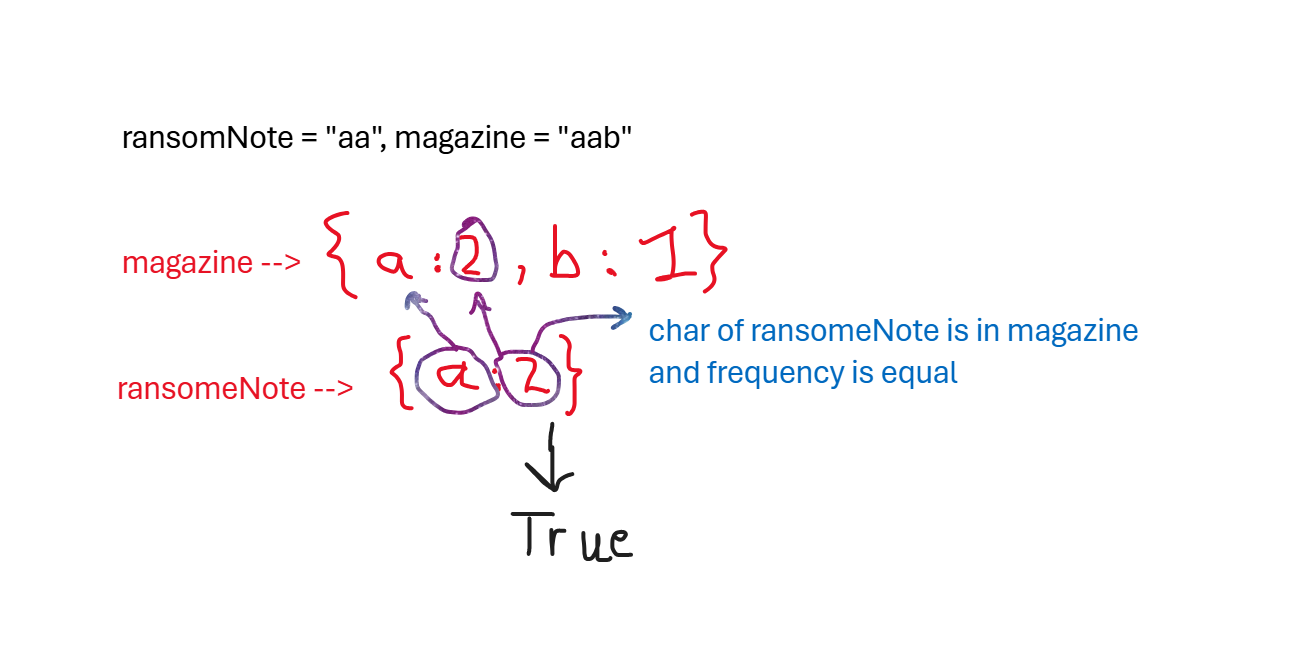 ransomNote = "aa", magazine = "aab"
magazine --> { a : 2 , b : 1 }
ransomeNote --> { a : 2 }
char of ransomeNote is in magazine
and frequency is equal
True